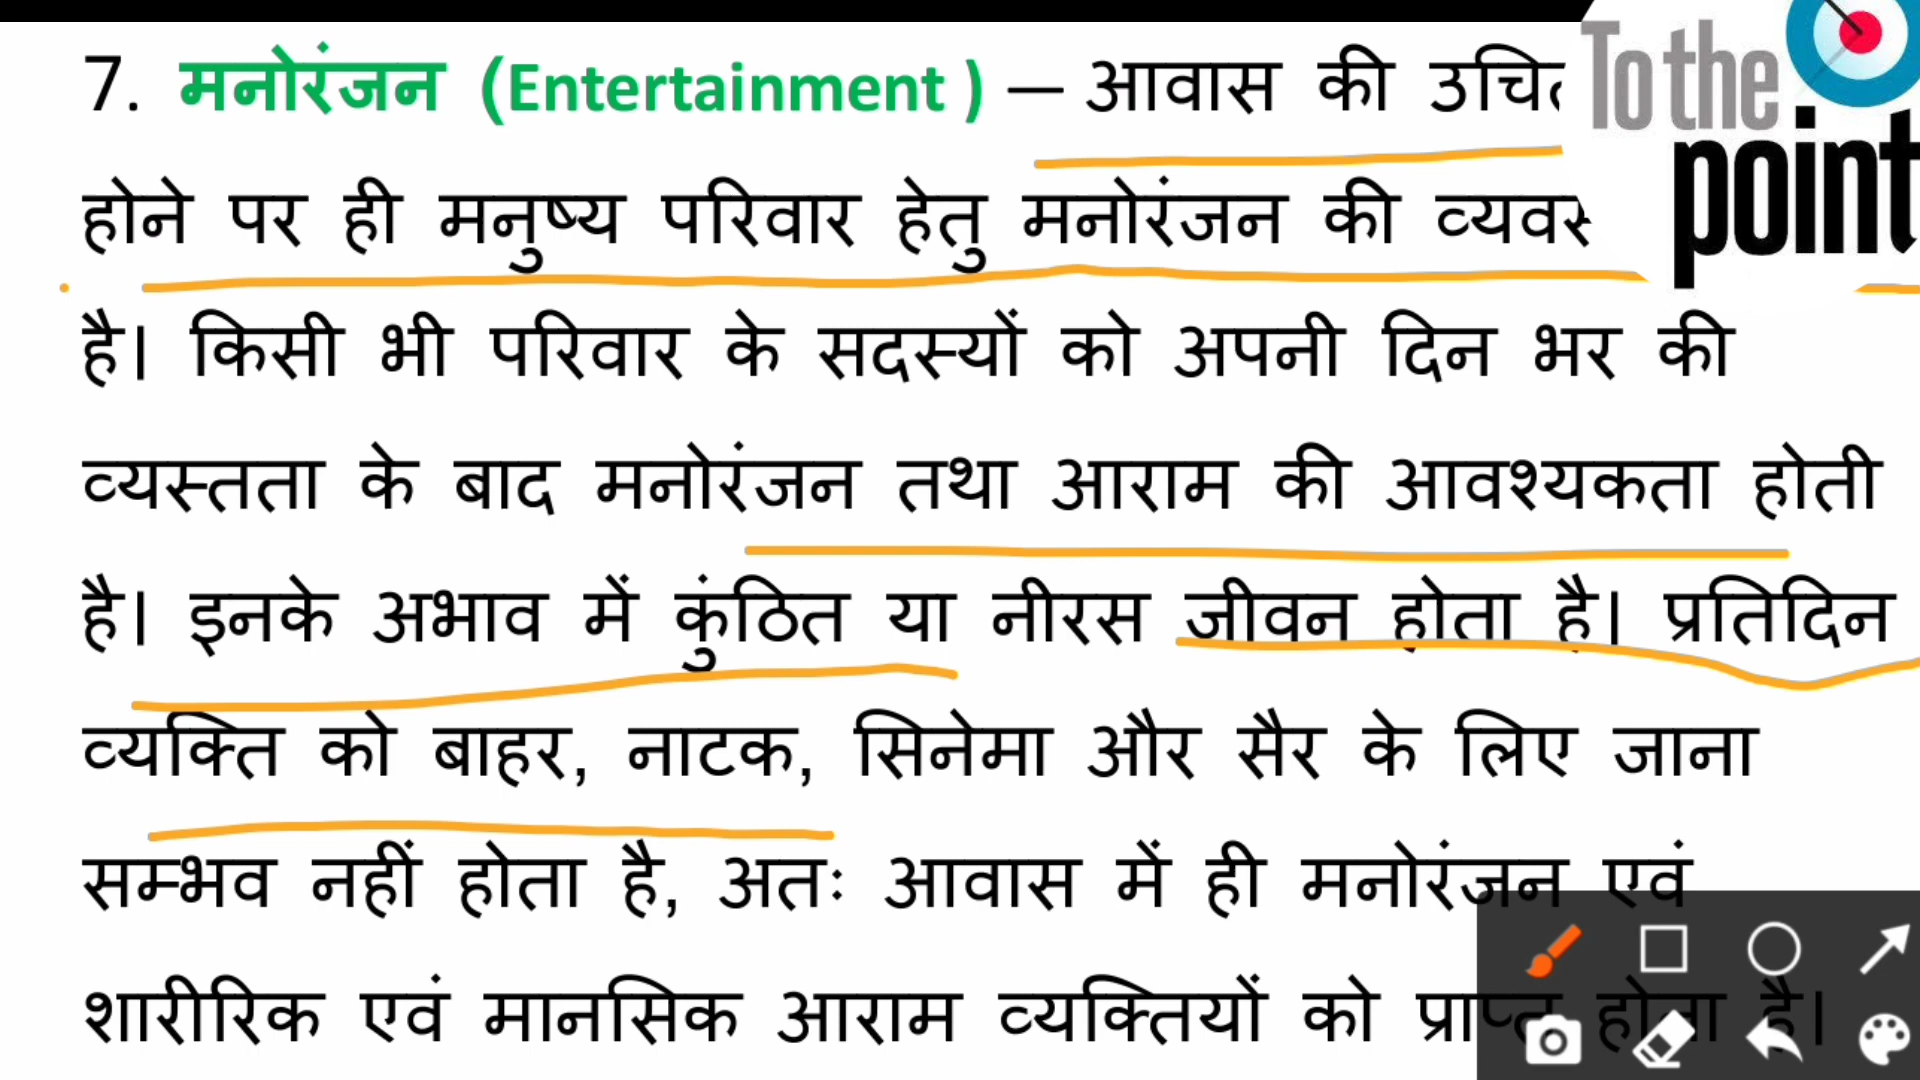 7. मनोरंजन (Entertainment ) — आवास की
To the
point
होने पर ही मनुष्य परिवार हेतु मनोरंजन की
है। किसी भी परिवार के सदस्यों को अपनी दिन भर की
व्यस्तता के बाद मनोरंजन तथा आराम की आवश्यकता होती
है। इनके अभाव में कुंठित या नीरस जीवन होता है। प्रतिदिन
व्यक्ति को बाहर, नाटक, सिनेमा और सैर के लिए जाना
सम्भव नहीं होता है, अतः आवास में ही मनोरंजन एवं
शारीरिक एवं मानसिक आराम व्यक्तियों को प्राप्त होता है।